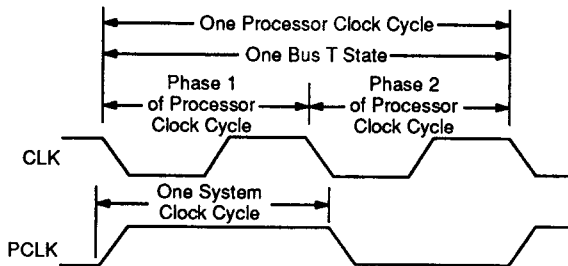 One Processor Clock Cycle
One Bus T State
Phase 1
of Processor
Clock Cycle
Phase 2
of Processor
Clock Cycle
CLK
One System
Clock Cycle
PCLK